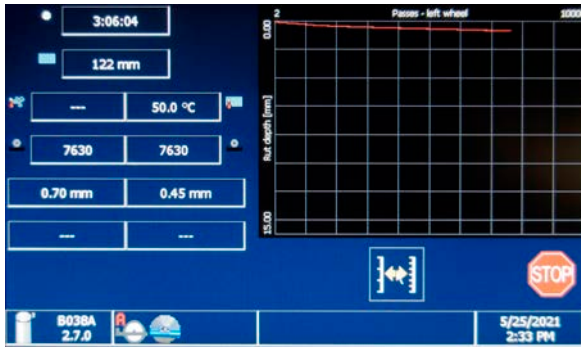 3:06:04
122 mm
--- 50.0 °C
7630 7630
0.70 mm 0.45 mm
--- ---
2 Passes - left wheel 1000
0.00
Rut depth [mm]
15.00
STOP
B038A
2.7.0
A
5/25/2021
2:33 PM